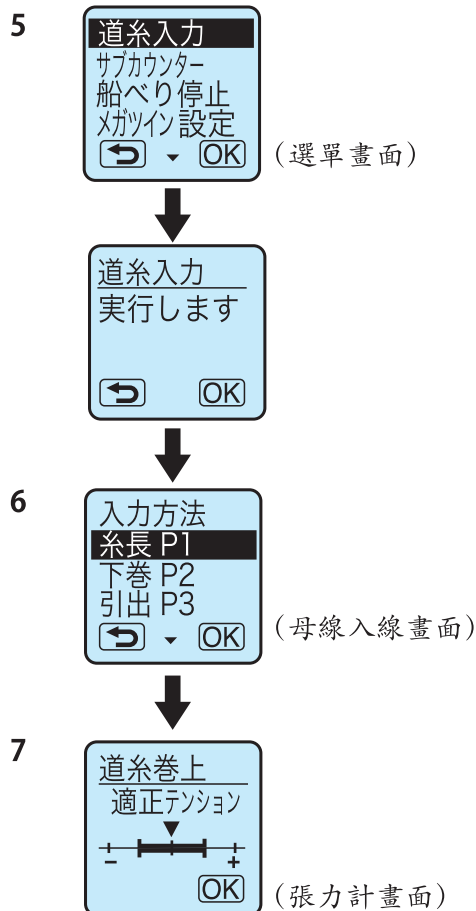 5
道糸入力
サブカウンター
船べり停止
メガツイン設定
OK
(選單畫面)
道糸入力
実行します
OK
6
入力方法
糸長 P1
下巻 P2
引出 P3
OK
(母線入線畫面)
7
道糸巻上
適正テンション
- +
OK
(張力計畫面)